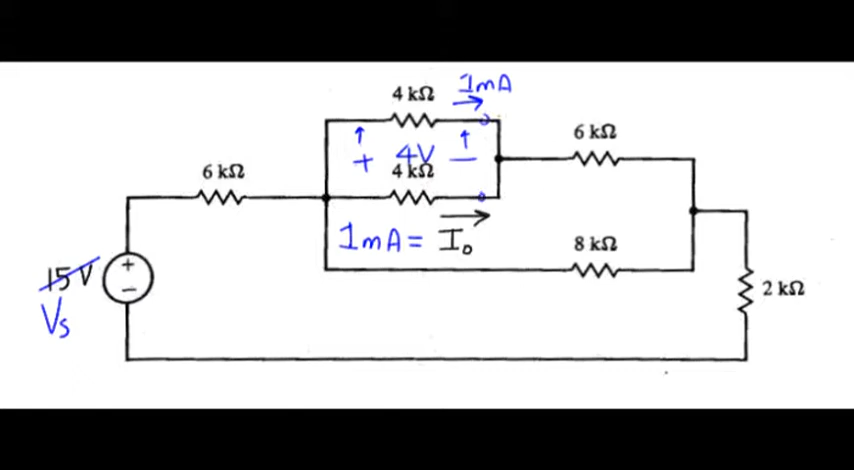 4 kΩ
1mA
+ 4V −
4 kΩ
1mA = I₀
6 kΩ
6 kΩ
8 kΩ
2 kΩ
15 V
Vs
+
−